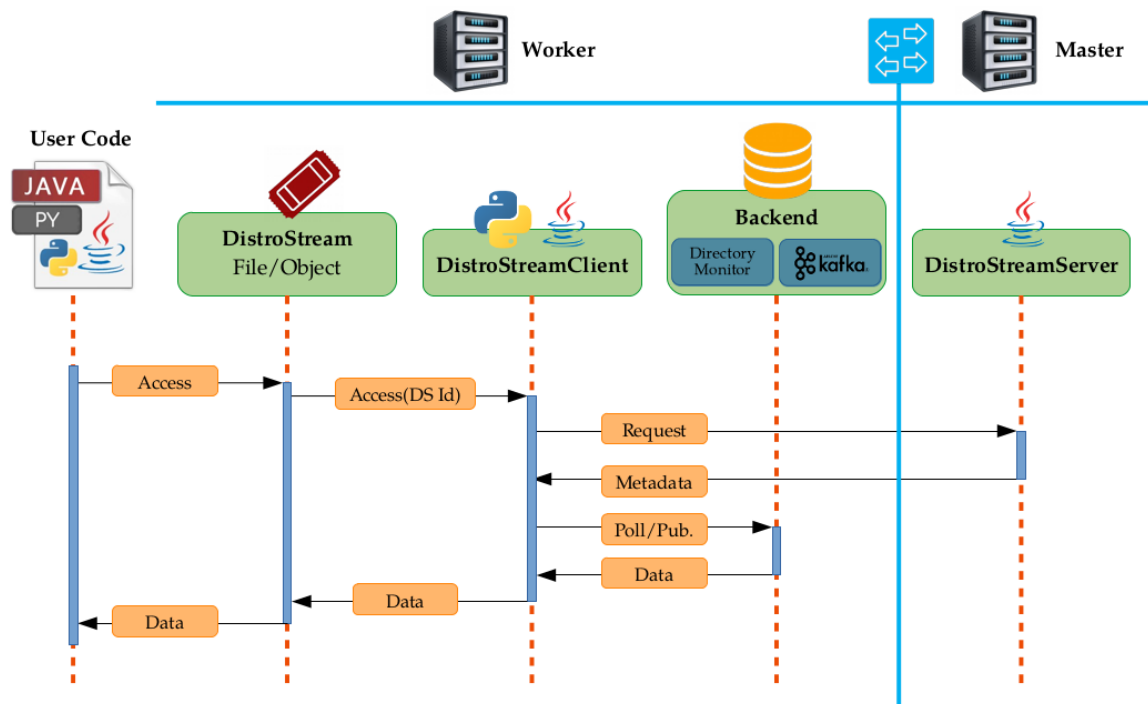 Worker
Master
User Code
JAVA
PY
DistroStream
File/Object
DistroStreamClient
Backend
Directory
Monitor
kafka
DistroStreamServer
Access
Access(DS Id)
Request
Metadata
Poll/Pub.
Data
Data
Data